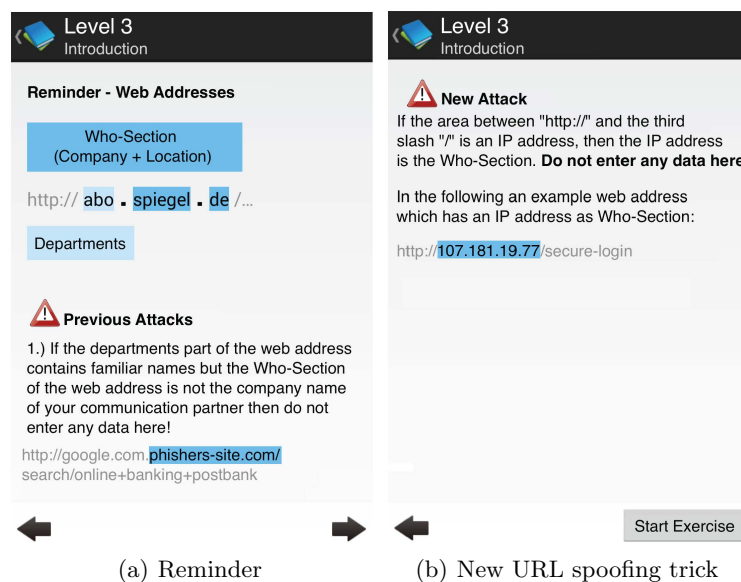 Level 3
Introduction
Reminder - Web Addresses
Who-Section
(Company + Location)
http:// abo . spiegel . de /...
Departments
Previous Attacks
1.) If the departments part of the web address
contains familiar names but the Who-Section
of the web address is not the company name
of your communication partner then do not
enter any data here!
http://google.com.phishers-site.com/
search/online+banking+postbank
(a) Reminder
Level 3
Introduction
New Attack
If the area between "http://" and the third
slash "/" is an IP address, then the IP address
is the Who-Section. Do not enter any data here
In the following an example web address
which has an IP address as Who-Section:
http://107.181.19.77/secure-login
Start Exercise
(b) New URL spoofing trick